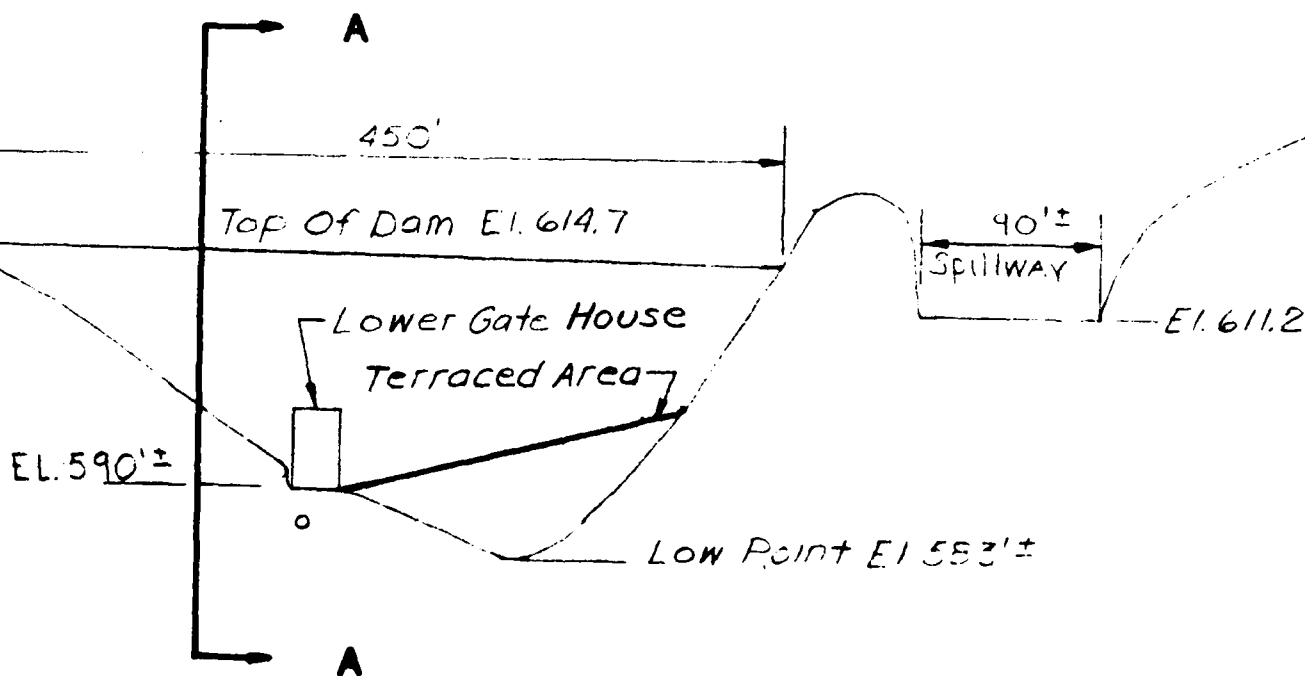 A
450'
Top Of Dam El. 614.7
90'±
Spillway
El. 611.2
Lower Gate House
Terraced Area
EL. 590'±
Low Point El 583'±
A